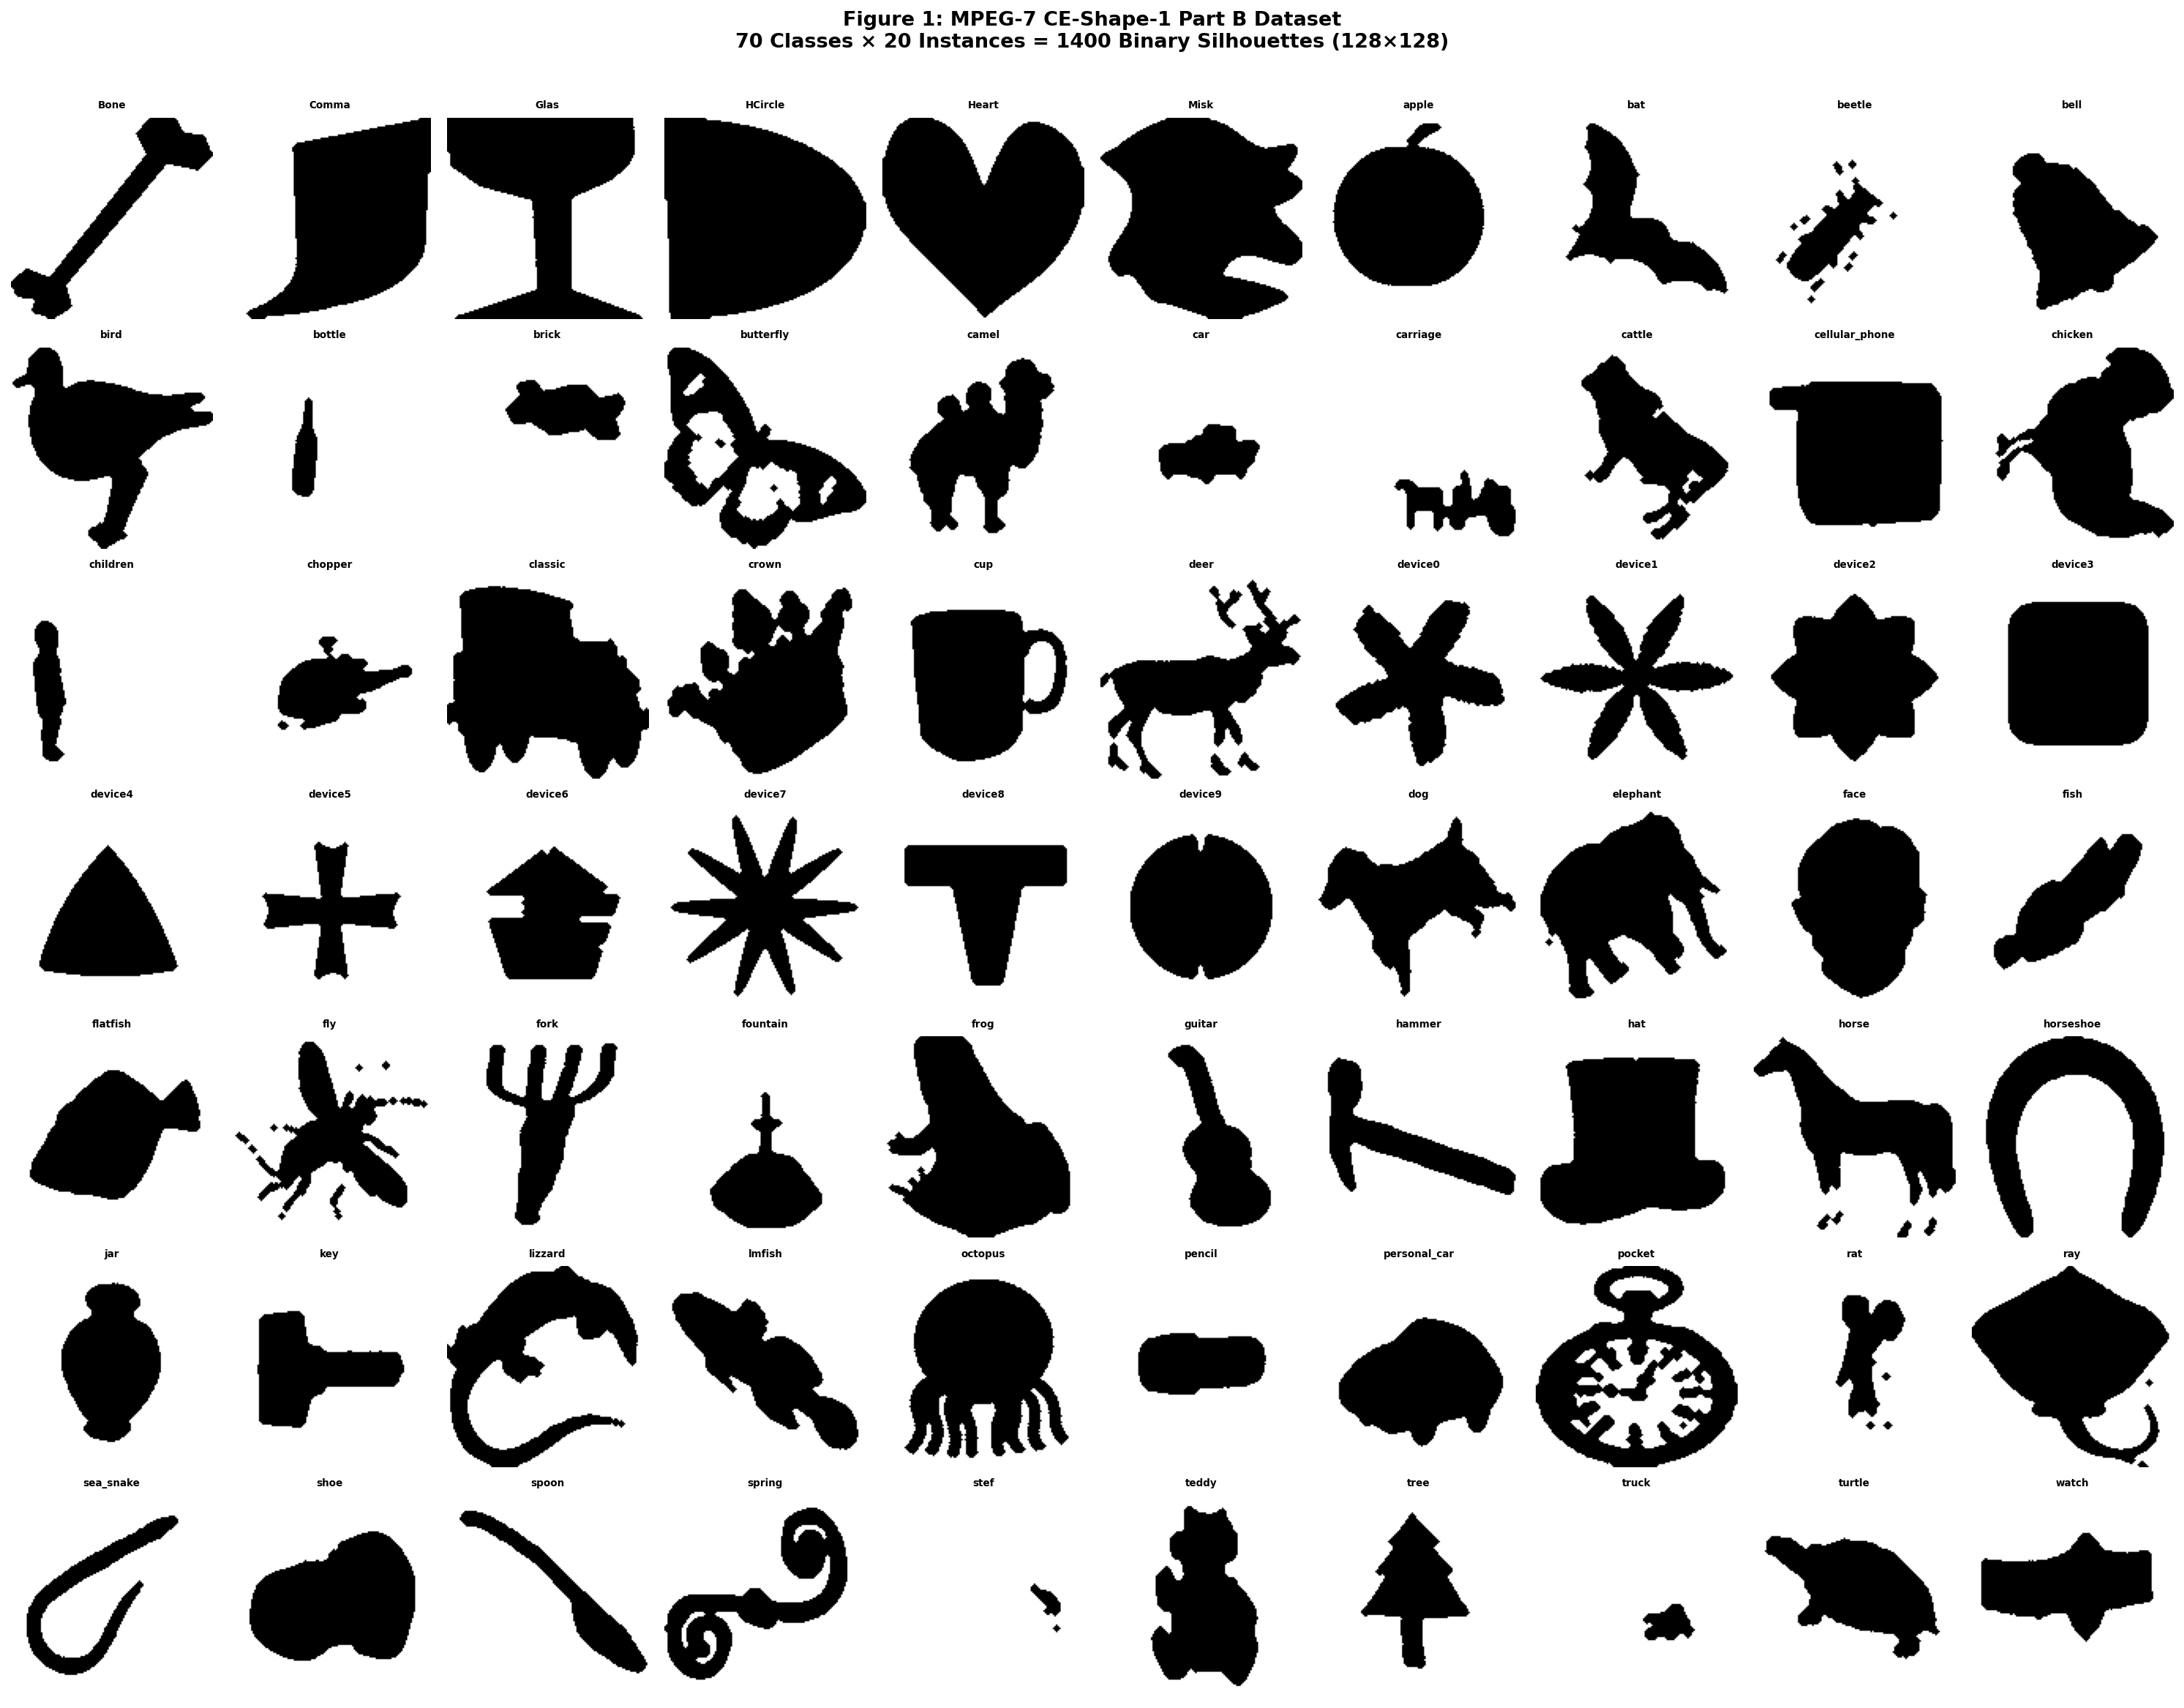 Figure 1: MPEG-7 CE-Shape-1 Part B Dataset
70 Classes × 20 Instances = 1400 Binary Silhouettes (128×128)
Bone Comma Glas HCircle Heart Misk apple bat beetle bell
bird bottle brick butterfly camel car carriage cattle cellular_phone chicken
children chopper classic crown cup deer device0 device1 device2 device3
device4 device5 device6 device7 device8 device9 dog elephant face fish
flatfish fly fork fountain frog guitar hammer hat horse horseshoe
jar key lizzard lmfish octopus pencil personal_car pocket rat ray
sea_snake shoe spoon spring stef teddy tree truck turtle watch